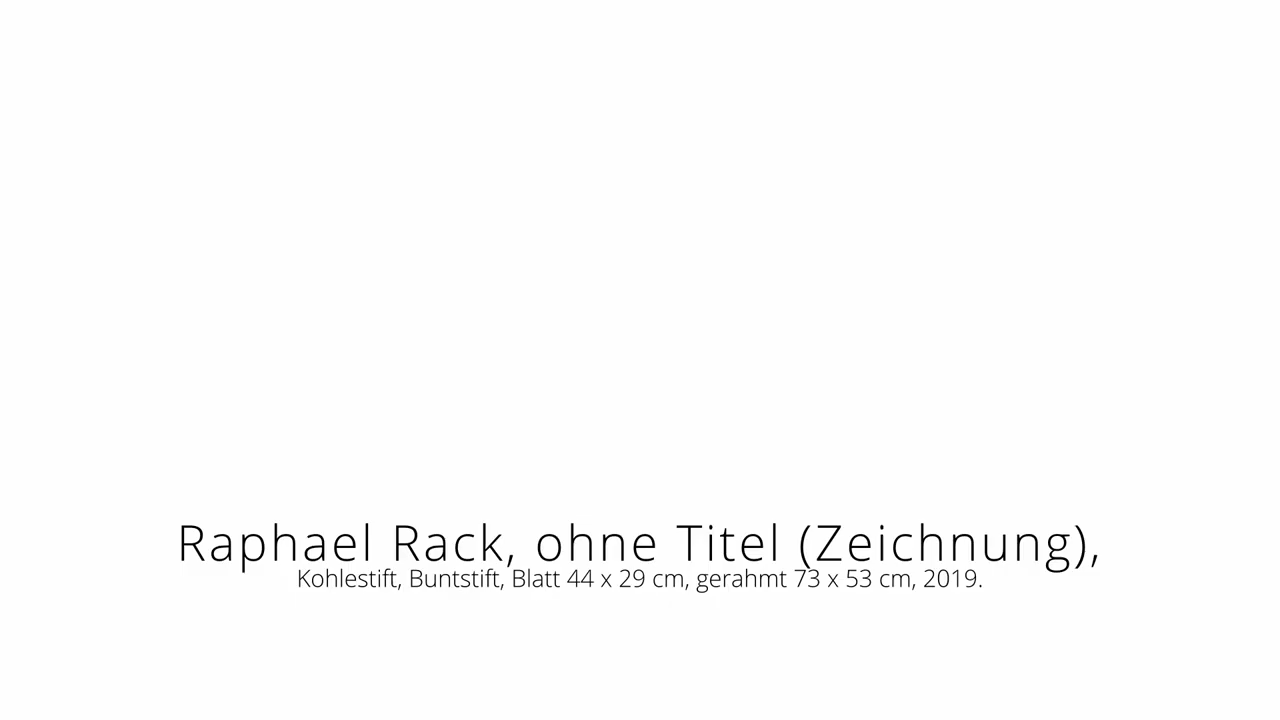 Raphael Rack, ohne Titel (Zeichnung),
Kohlestift, Buntstift, Blatt 44 x 29 cm, gerahmt 73 x 53 cm, 2019.